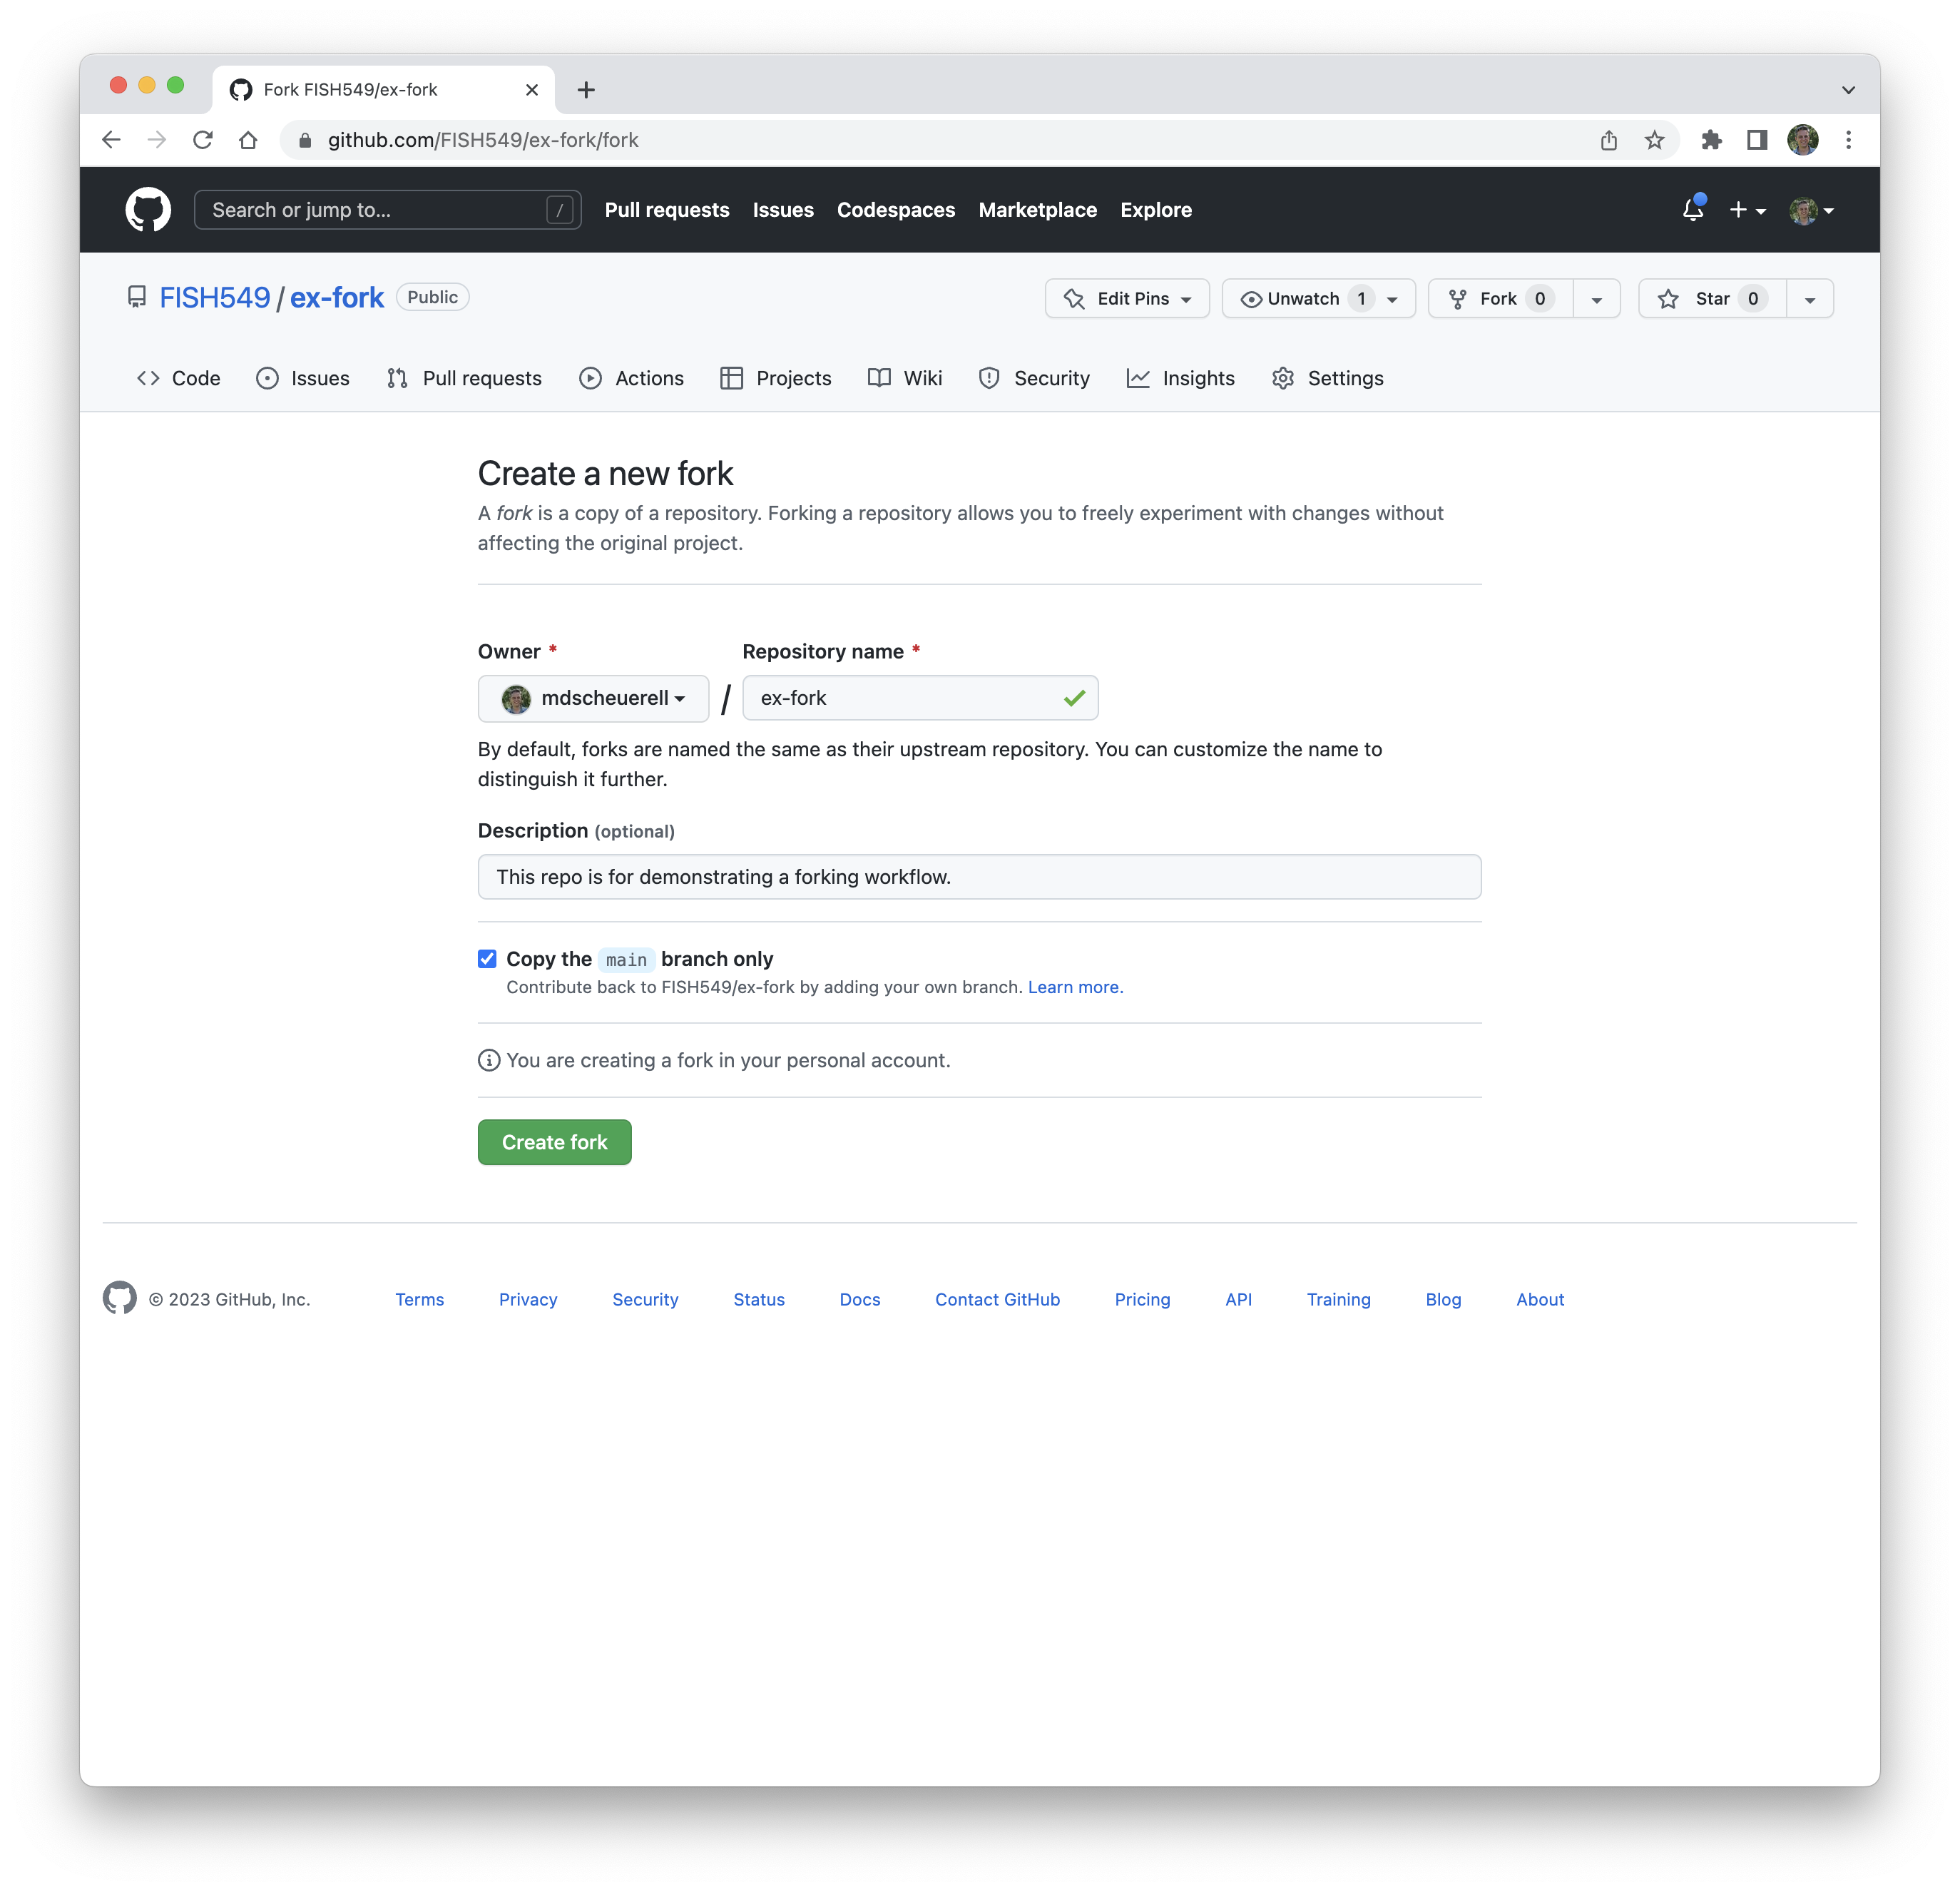 Fork FISH549/ex-fork
github.com/FISH549/ex-fork/fork
Search or jump to... /
Pull requests Issues Codespaces Marketplace Explore
FISH549 / ex-fork Public
Edit Pins Unwatch 1 Fork 0 Star 0
Code Issues Pull requests Actions Projects Wiki Security Insights Settings
Create a new fork
A fork is a copy of a repository. Forking a repository allows you to freely experiment with changes without
affecting the original project.
Owner * Repository name *
mdscheuerell / ex-fork
By default, forks are named the same as their upstream repository. You can customize the name to
distinguish it further.
Description (optional)
This repo is for demonstrating a forking workflow.
Copy the main branch only
Contribute back to FISH549/ex-fork by adding your own branch. Learn more.
You are creating a fork in your personal account.
Create fork
© 2023 GitHub, Inc. Terms Privacy Security Status Docs Contact GitHub Pricing API Training Blog About